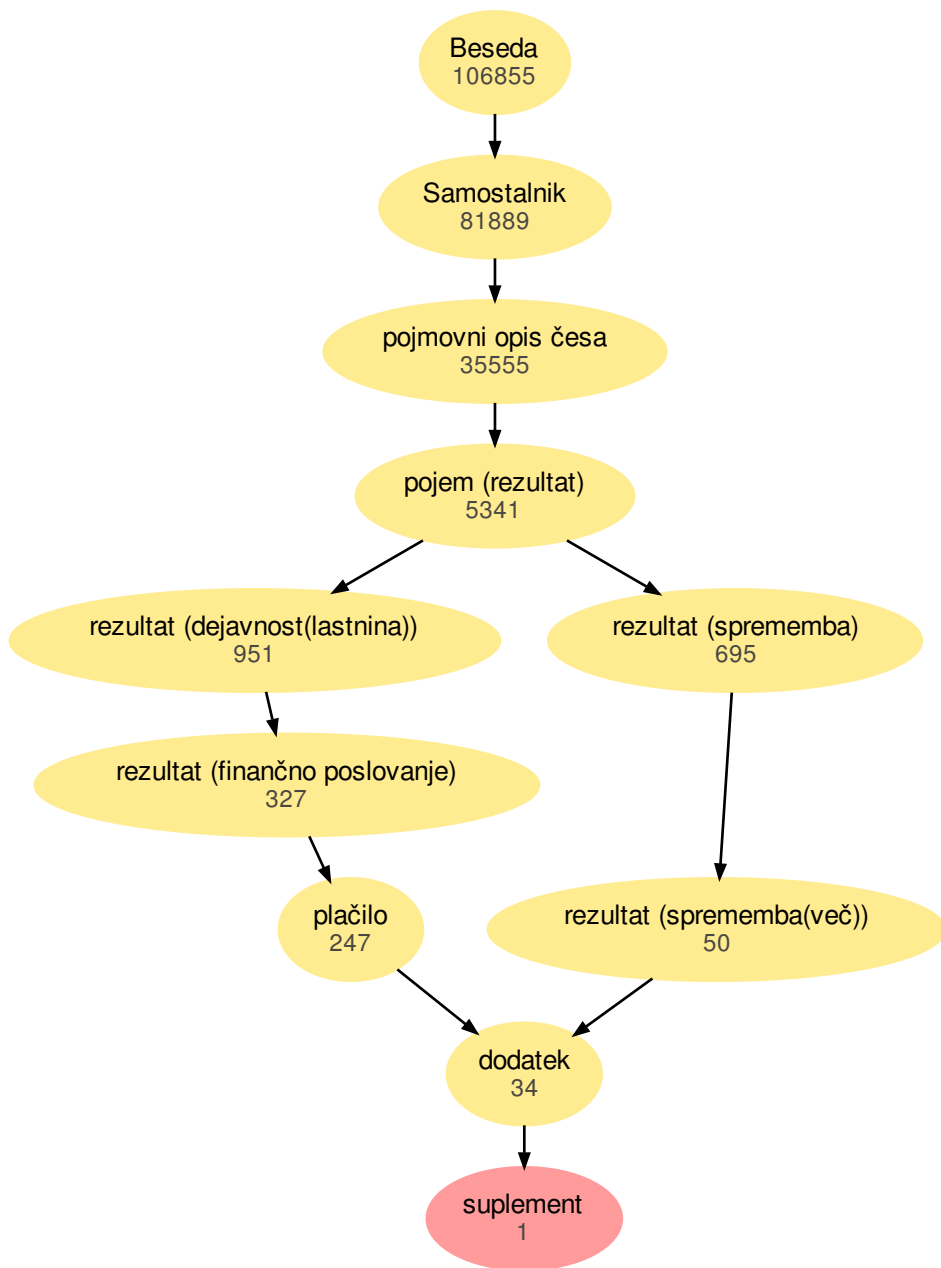 Beseda
106855
Samostalnik
81889
pojmovni opis česa
35555
pojem (rezultat)
5341
rezultat (dejavnost(lastnina))
951
rezultat (sprememba)
695
rezultat (finančno poslovanje)
327
plačilo
247
rezultat (sprememba(več))
50
dodatek
34
suplement
1